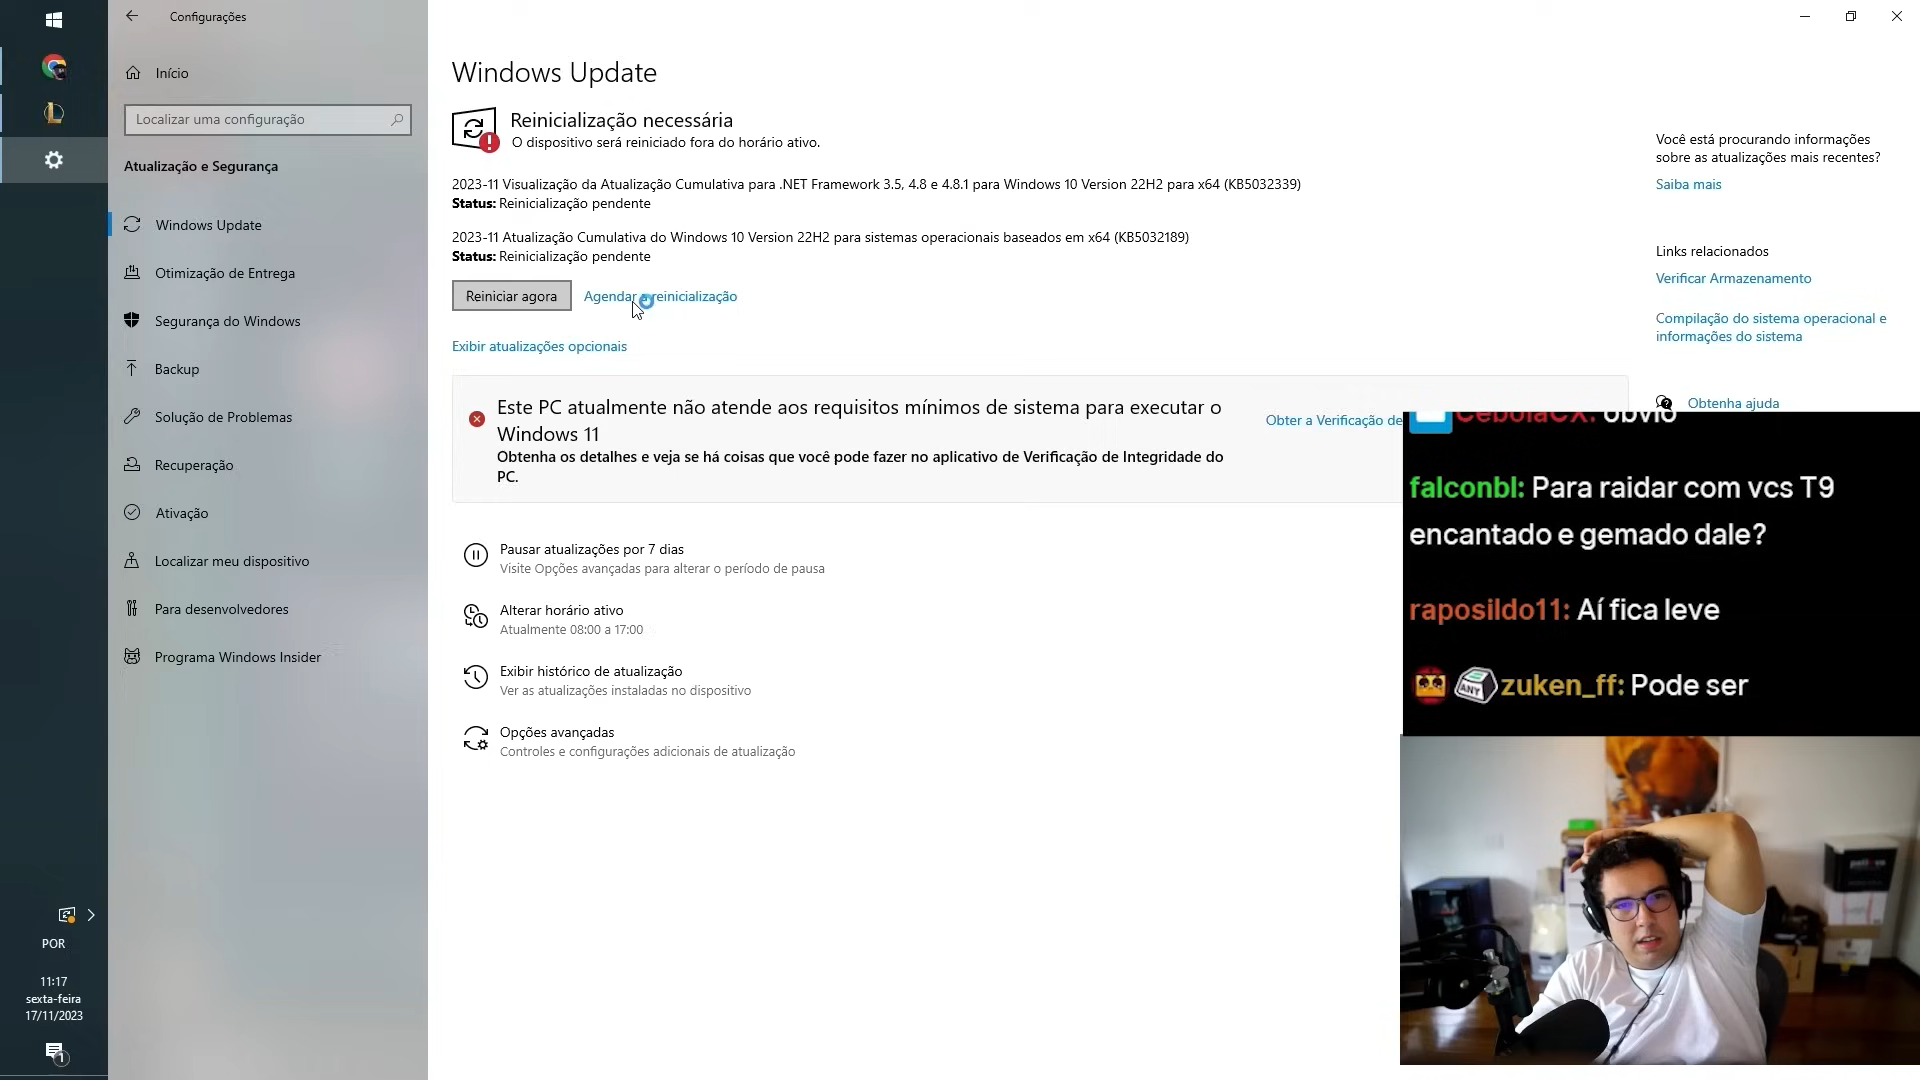 Configurações
Início
Localizar uma configuração
Atualização e Segurança
Windows Update
Otimização de Entrega
Segurança do Windows
Backup
Solução de Problemas
Recuperação
Ativação
Localizar meu dispositivo
Para desenvolvedores
Programa Windows Insider
POR
11:17
sexta-feira
17/11/2023
1
Windows Update
Reinicialização necessária
O dispositivo será reiniciado fora do horário ativo.
2023-11 Visualização da Atualização Cumulativa para .NET Framework 3.5, 4.8 e 4.8.1 para Windows 10 Version 22H2 para x64 (KB5032339)
Status: Reinicialização pendente
2023-11 Atualização Cumulativa do Windows 10 Version 22H2 para sistemas operacionais baseados em x64 (KB5032189)
Status: Reinicialização pendente
Reiniciar agora
Agendar a reinicialização
Exibir atualizações opcionais
Este PC atualmente não atende aos requisitos mínimos de sistema para executar o
Windows 11
Obtenha os detalhes e veja se há coisas que você pode fazer no aplicativo de Verificação de Integridade do
PC.
Obter a Verificação de
Pausar atualizações por 7 dias
Visite Opções avançadas para alterar o período de pausa
Alterar horário ativo
Atualmente 08:00 a 17:00
Exibir histórico de atualização
Ver as atualizações instaladas no dispositivo
Opções avançadas
Controles e configurações adicionais de atualização
Você está procurando informações
sobre as atualizações mais recentes?
Saiba mais
Links relacionados
Verificar Armazenamento
Compilação do sistema operacional e
informações do sistema
Obtenha ajuda
CebolaCX: óbvio
falconbl: Para raidar com vcs T9
encantado e gemado dale?
raposildo11: Aí fica leve
ANY
zuken_ff: Pode ser